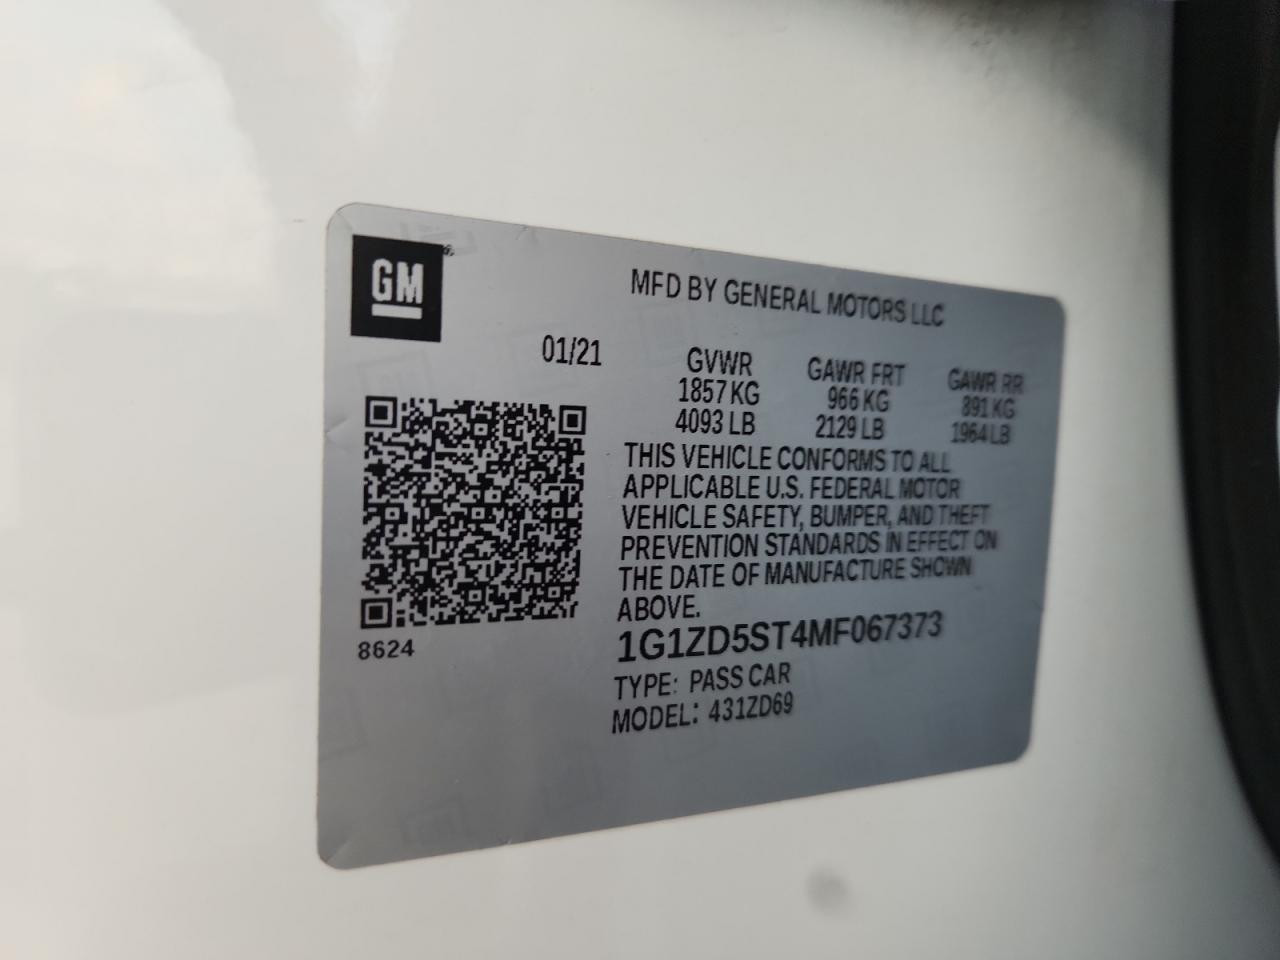 GM
MFD BY GENERAL MOTORS LLC
01/21
GVWR GAWR FRT GAWR RR
1857 KG 966 KG 891 KG
4093 LB 2129 LB 1964 LB
THIS VEHICLE CONFORMS TO ALL
APPLICABLE U.S. FEDERAL MOTOR
VEHICLE SAFETY, BUMPER, AND THEFT
PREVENTION STANDARDS IN EFFECT ON
THE DATE OF MANUFACTURE SHOWN
ABOVE.
1G1ZD5ST4MF067373
TYPE: PASS CAR
MODEL: 431ZD69
8624